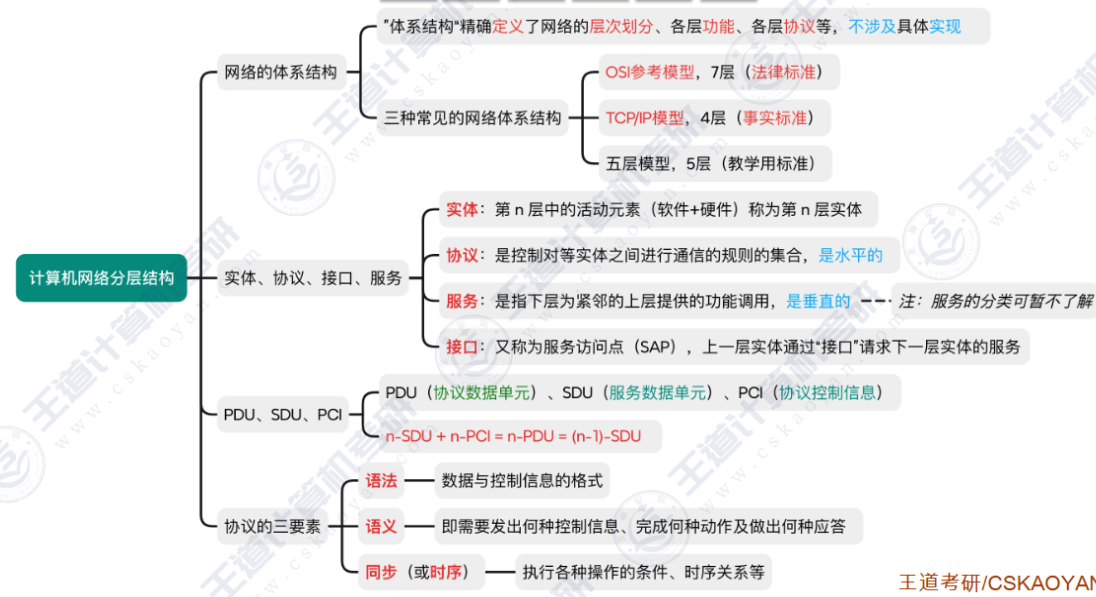 "体系结构"精确定义了网络的层次划分、各层功能、各层协议等，不涉及具体实现
网络的体系结构
OSI参考模型，7层（法律标准）
三种常见的网络体系结构
TCP/IP模型，4层（事实标准）
五层模型，5层（教学用标准）
实体：第 n 层中的活动元素（软件+硬件）称为第 n 层实体
协议：是控制对等实体之间进行通信的规则的集合，是水平的
计算机网络分层结构
实体、协议、接口、服务
服务：是指下层为紧邻的上层提供的功能调用，是垂直的
注：服务的分类可暂不了解
接口：又称为服务访问点（SAP），上一层实体通过“接口”请求下一层实体的服务
PDU（协议数据单元）、SDU（服务数据单元）、PCI（协议控制信息）
PDU、SDU、PCI
n-SDU + n-PCI = n-PDU = (n-1)-SDU
语法
数据与控制信息的格式
协议的三要素
语义
即需要发出何种控制信息、完成何种动作及做出何种应答
同步（或时序）
执行各种操作的条件、时序关系等
王道考研/CSKAOYAN
王道计算机考研
www.cskaoyan.com